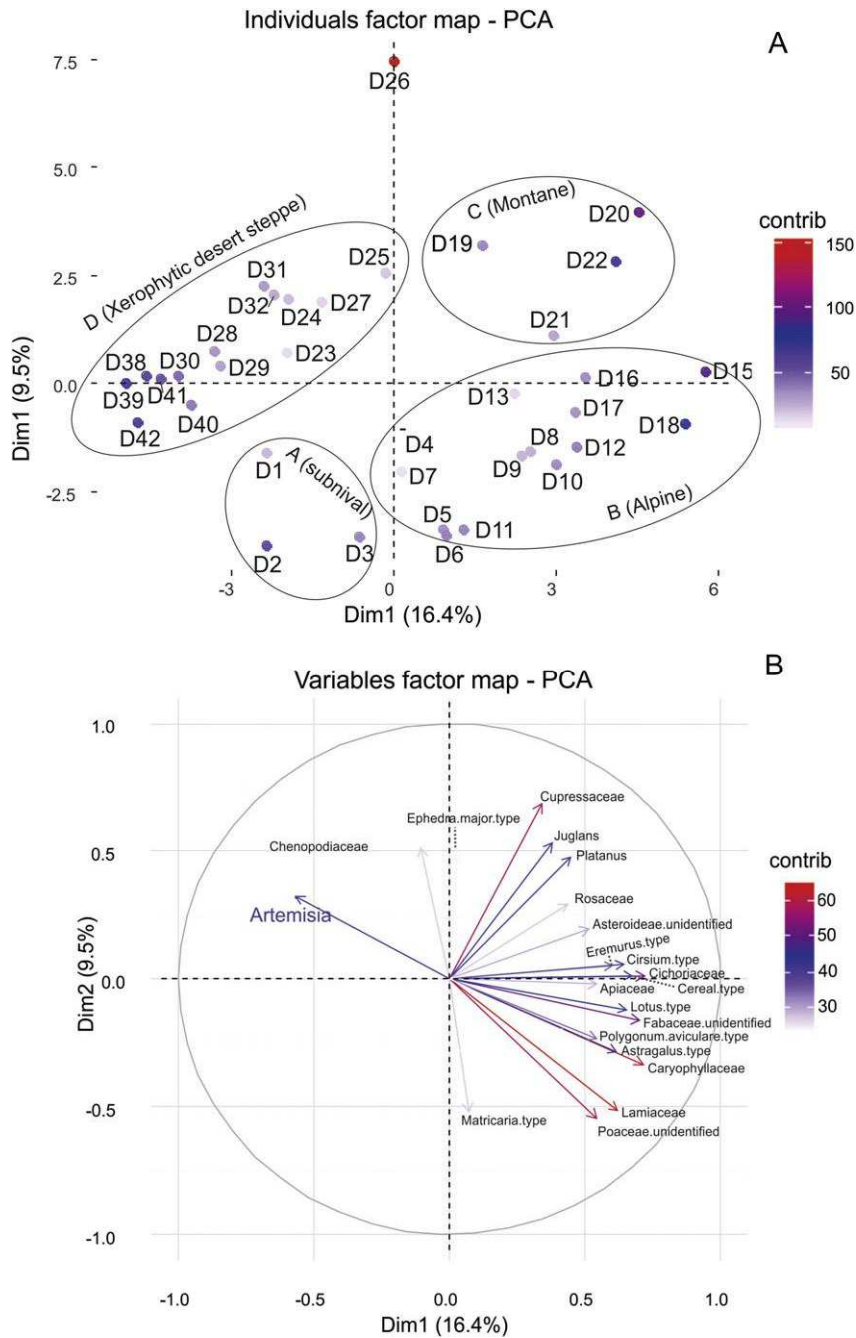 Individuals factor map - PCA
A
7.5
D26
5.0
C (Montane)
D20
contrib
D19
150
D (Xerophytic desert steppe)
D22
D25
2.5
D31
D32
D24
D27
100
D21
D28
D23
D38
D30
D29
D16
D15
50
0.0
D39
D41
D13
D17
D18
D42
D40
D4
D8
D12
D1
A (subnival)
D7
D9
D10
-2.5
B (Alpine)
D5
D11
D2
D3
D6
-3
0
3
6
Dim1 (9.5%)
Dim1 (16.4%)
B
Variables factor map - PCA
1.0
Cupressaceae
Ephedra.major.type
Juglans
0.5
Chenopodiaceae
Platanus
contrib
Rosaceae
60
Artemisia
Asteroideae.unidentified
Eremurus.type
50
Cirsium.type
0.0
Cichoriaceae
Apiaceae
Cereal.type
40
Lotus.type
Fabaceae.unidentified
30
Polygonum.aviculare.type
Astragalus.type
Caryophyllaceae
-0.5
Matricaria.type
Lamiaceae
Poaceae.unidentified
-1.0
Dim2 (9.5%)
-1.0
-0.5
0.0
0.5
1.0
Dim1 (16.4%)